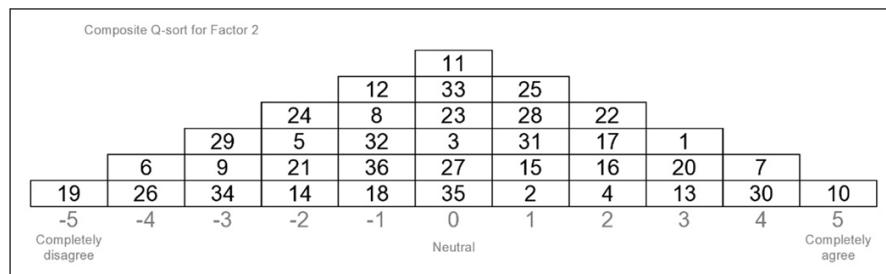 Composite Q-sort for Factor 2
11
12 33 25
24 8 23 28 22
29 5 32 3 31 17 1
6 9 21 36 27 15 16 20 7
19 26 34 14 18 35 2 4 13 30 10
-5 -4 -3 -2 -1 0 1 2 3 4 5
Completely disagree Neutral Completely agree